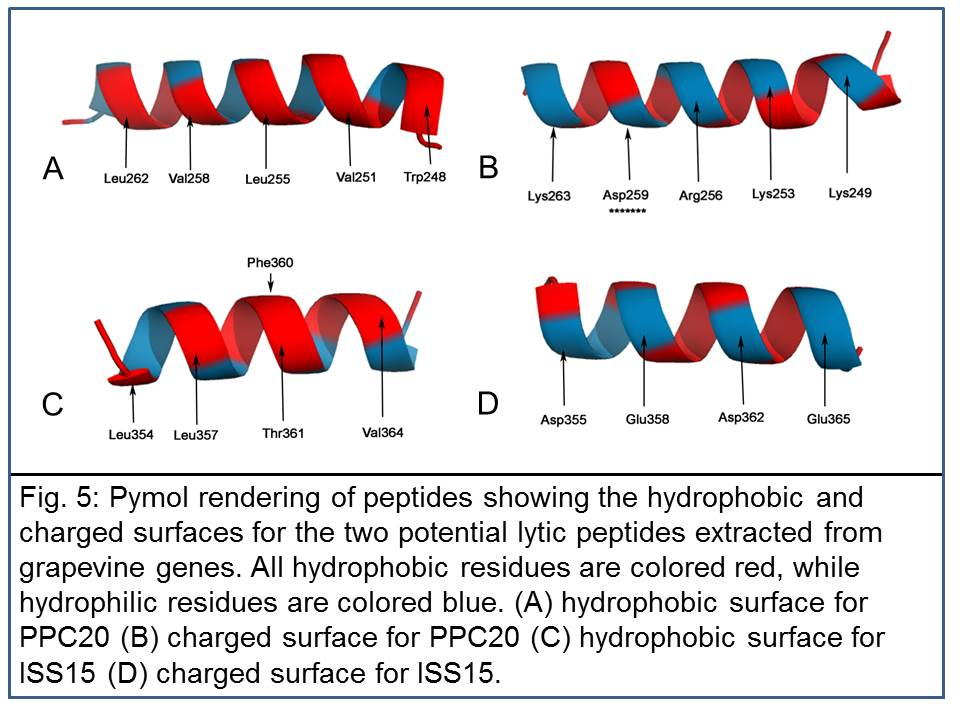 A
Leu262 Val258 Leu255 Val251 Trp248
B
Lys263 Asp259 Arg256 Lys253 Lys249
*******
Phe360
C
Leu354 Leu357 Thr361 Val364
D
Asp355 Glu358 Asp362 Glu365
Fig. 5: Pymol rendering of peptides showing the hydrophobic and
charged surfaces for the two potential lytic peptides extracted from
grapevine genes. All hydrophobic residues are colored red, while
hydrophilic residues are colored blue. (A) hydrophobic surface for
PPC20 (B) charged surface for PPC20 (C) hydrophobic surface for
ISS15 (D) charged surface for ISS15.